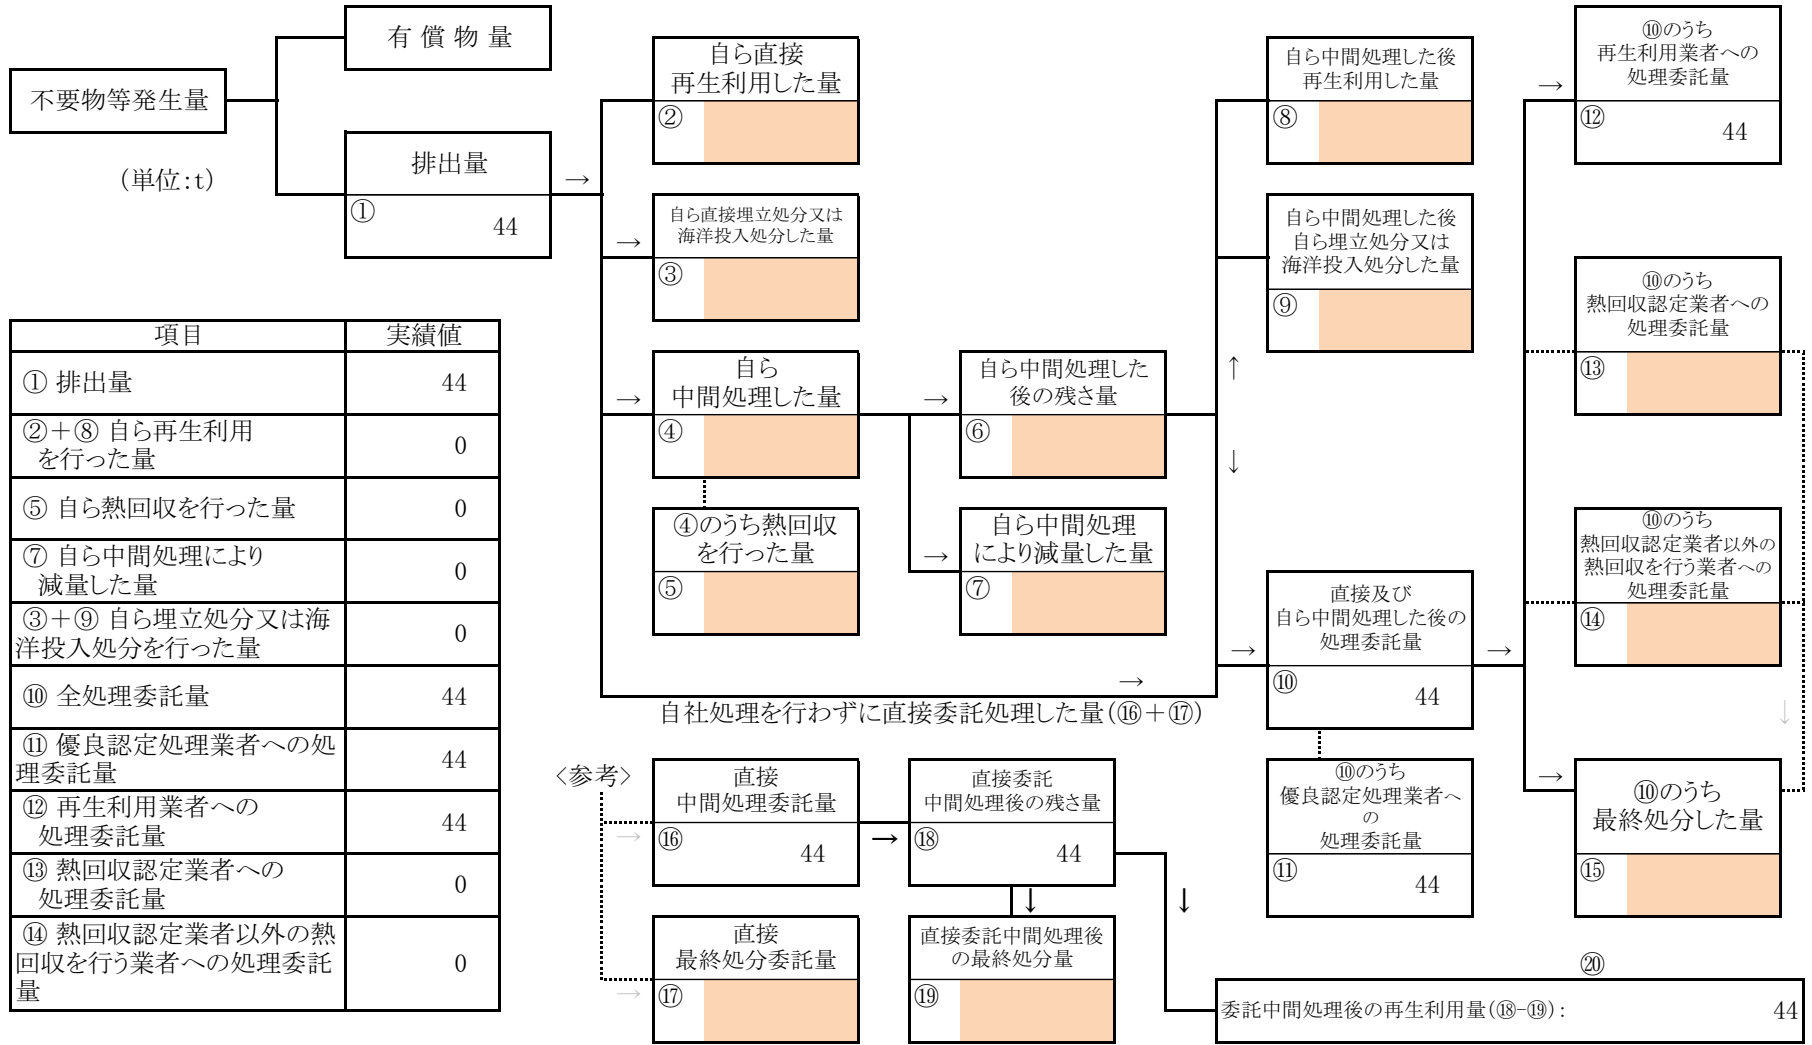 有 償 物 量
不要物等発生量
(単位:t)
排出量
→
①
44
自ら直接
再生利用した量
②
→
自ら直接埋立処分又は
海洋投入処分した量
③
→
自ら
中間処理した量
④
④のうち熱回収
を行った量
⑤
→
自ら中間処理した
後の残さ量
⑥
→
自ら中間処理
により減量した量
⑦
→
自社処理を行わずに直接委託処理した量(⑯+⑰)
自ら中間処理した後
再生利用した量
⑧
自ら中間処理した後
自ら埋立処分又は
海洋投入処分した量
⑨
↑
↓
→
直接及び
自ら中間処理した後の
処理委託量
⑩
44
→
⑩のうち
優良認定処理業者へ
の
処理委託量
⑪
44
→
⑩のうち
再生利用業者への
処理委託量
⑫
44
⑩のうち
熱回収認定業者への
処理委託量
⑬
⑩のうち
熱回収認定業者以外の
熱回収を行う業者への
処理委託量
⑭
↓
→
⑩のうち
最終処分した量
⑮
項目 実績値
① 排出量 44
②+⑧ 自ら再生利用
を行った量 0
⑤ 自ら熱回収を行った量 0
⑦ 自ら中間処理により
減量した量 0
③+⑨ 自ら埋立処分又は海
洋投入処分を行った量 0
⑩ 全処理委託量 44
⑪ 優良認定処理業者への処
理委託量 44
⑫ 再生利用業者への
処理委託量 44
⑬ 熱回収認定業者への
処理委託量 0
⑭ 熱回収認定業者以外の熱
回収を行う業者への処理委託
量 0
〈参考〉
→
直接
中間処理委託量
⑯
44
→
直接委託
中間処理後の残さ量
⑱
44
↓
↓
→
直接
最終処分委託量
⑰
直接委託中間処理後
の最終処分量
⑲
⑳
委託中間処理後の再生利用量(⑱-⑲): 44